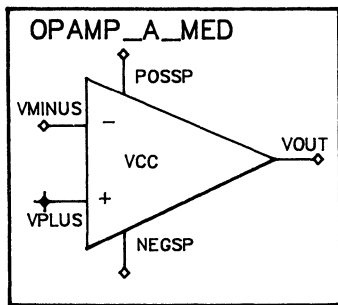 OPAMP_A_MED
POSSP
VMINUS
−
VOUT
VCC
+
VPLUS
NEGSP